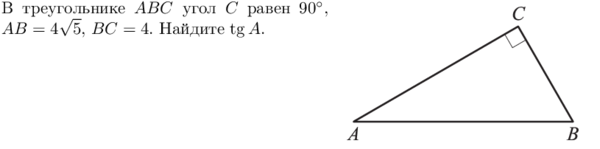 В треугольнике ABC угол C равен 90°,
AB = 4√5, BC = 4. Найдите tg A.
C
A
B